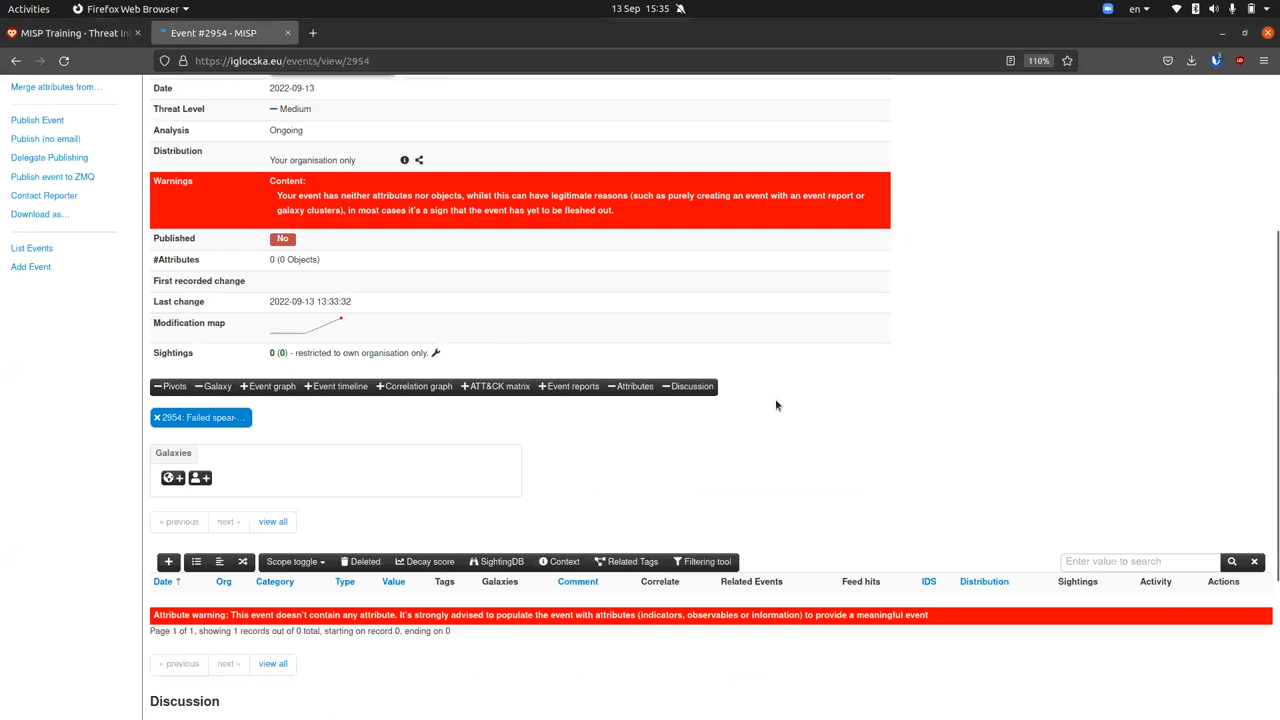 Activities Firefox Web Browser 13 Sep 15:35 en
MISP Training - Threat In Event #2954 - MISP
https://iglocska.eu/events/view/2954 110%
Merge attributes from…
Publish Event
Publish (no email)
Delegate Publishing
Publish event to ZMQ
Contact Reporter
Download as…
List Events
Add Event
Date 2022-09-13
Threat Level Medium
Analysis Ongoing
Distribution Your organisation only
Warnings Content:
Your event has neither attributes nor objects, whilst this can have legitimate reasons (such as purely creating an event with an event report or
galaxy clusters), in most cases it's a sign that the event has yet to be fleshed out.
Published No
#Attributes 0 (0 Objects)
First recorded change
Last change 2022-09-13 13:33:32
Modification map
Sightings 0 (0) - restricted to own organisation only.
Pivots Galaxy Event graph Event timeline Correlation graph ATT&CK matrix Event reports Attributes Discussion
2954: Failed spear-…
Galaxies
« previous next » view all
Scope toggle Deleted Decay score SightingDB Context Related Tags Filtering tool Enter value to search
Date ↑ Org Category Type Value Tags Galaxies Comment Correlate Related Events Feed hits IDS Distribution Sightings Activity Actions
Attribute warning: This event doesn't contain any attribute. It's strongly advised to populate the event with attributes (indicators, observables or information) to provide a meaningful event
Page 1 of 1, showing 1 records out of 0 total, starting on record 0, ending on 0
« previous next » view all
Discussion